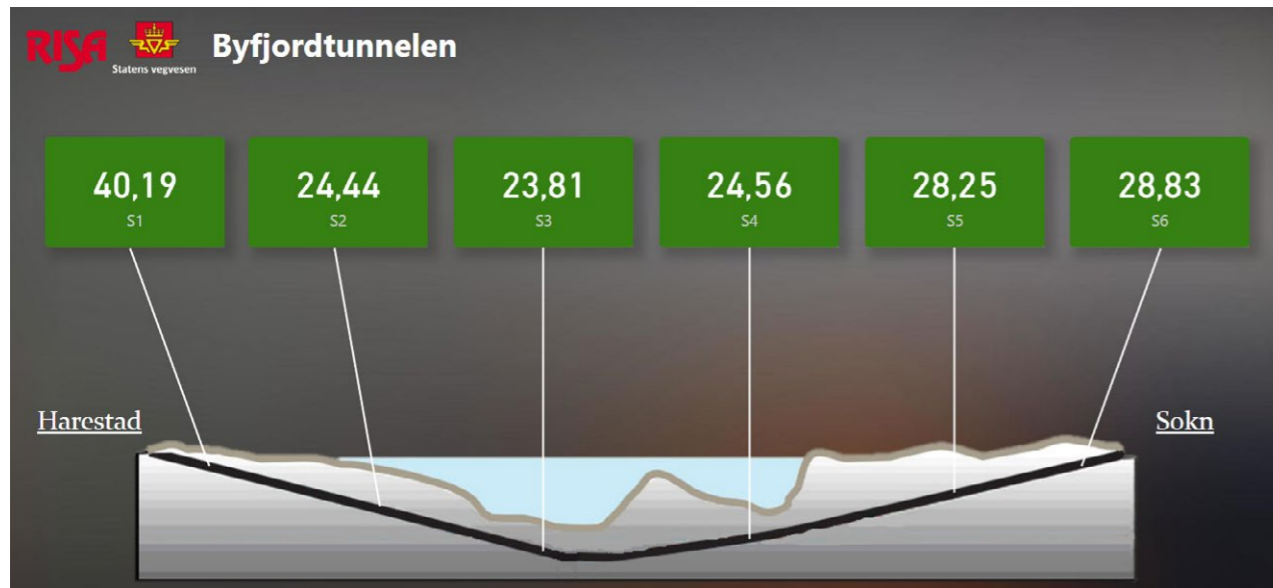 RISA
Statens vegvesen
Byfjordtunnelen
40,19
S1
24,44
S2
23,81
S3
24,56
S4
28,25
S5
28,83
S6
Harestad
Sokn